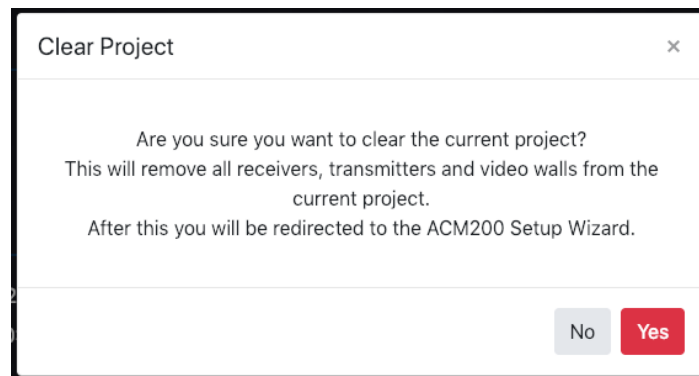 Clear Project ×
Are you sure you want to clear the current project?
This will remove all receivers, transmitters and video walls from the
current project.
After this you will be redirected to the ACM200 Setup Wizard.
No Yes